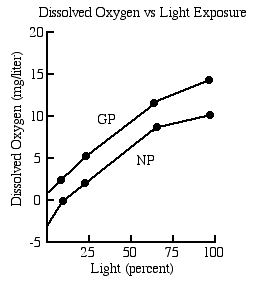 Dissolved Oxygen vs Light Exposure
Dissolved Oxygen (mg/liter)
20
15
10
5
0
-5
GP
NP
25 50 75 100
Light (percent)